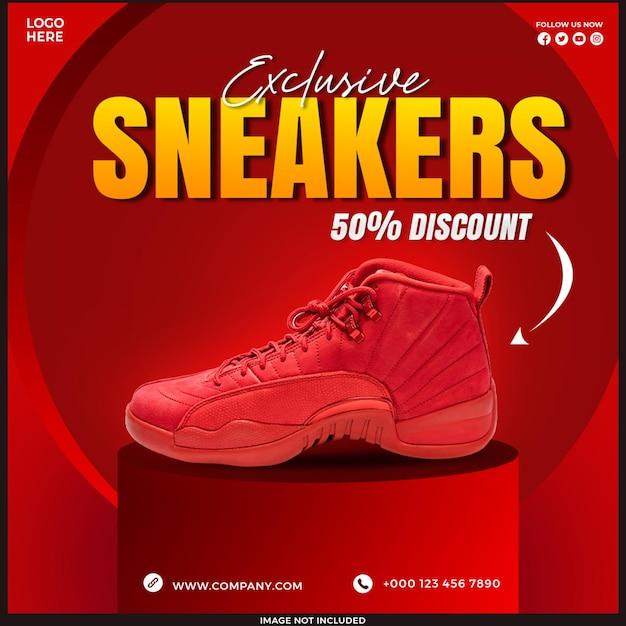 LOGO
HERE
FOLLOW US NOW
Exclusive
SNEAKERS
50% DISCOUNT
WWW.COMPANY.COM
+000 123 456 7890
IMAGE NOT INCLUDED